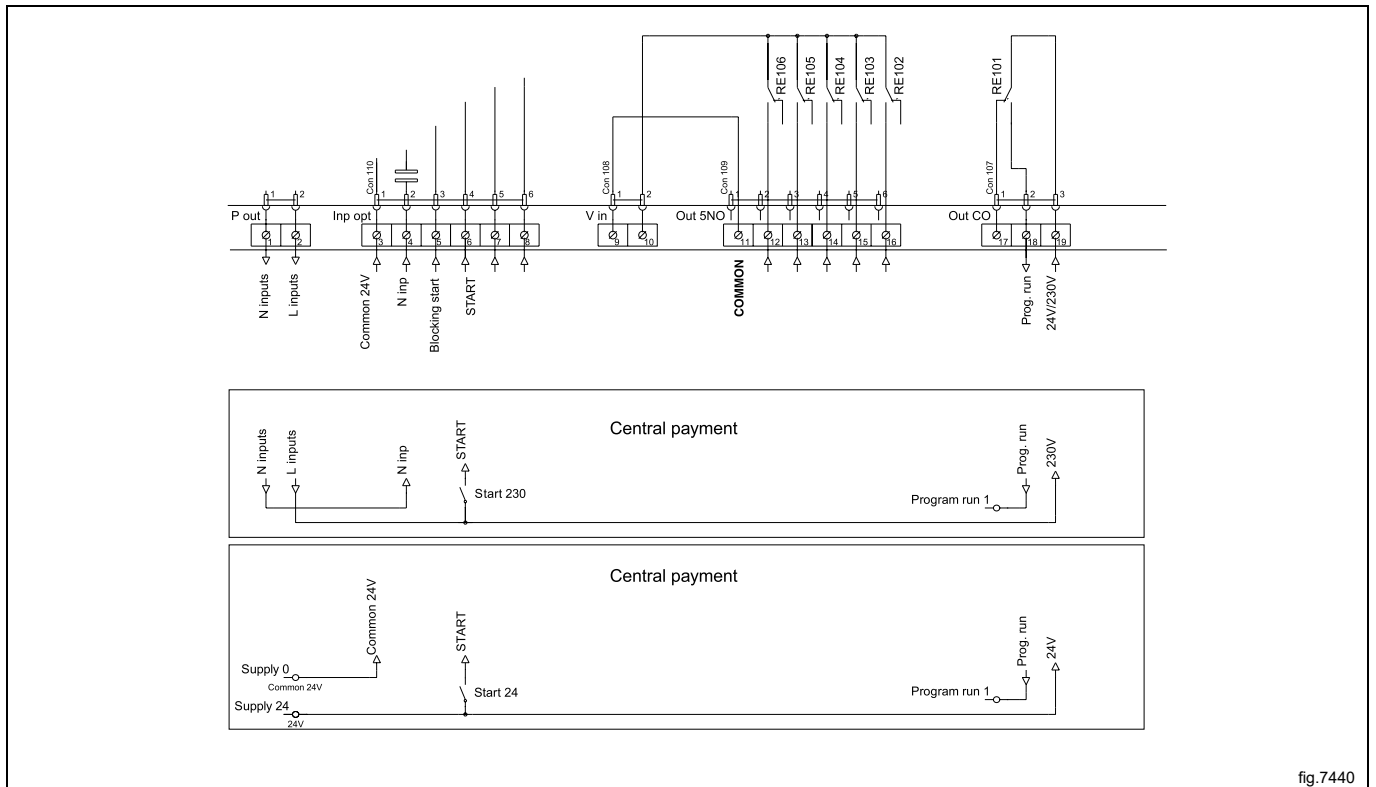 RE106
RE105
RE104
RE103
RE102
RE101
Con 110
Con 108
Con 109
Con 107
1 2
1 2 3 4 5 6
1 2
1 2 3 4 5 6
1 2 3
P out
Inp opt
V in
Out 5NO
Out CO
1 2 3 4 5 6 7 8 9 10 11 12 13 14 15 16 17 18 19
N inputs
L inputs
Common 24V
N inp
Blocking start
START
COMMON
Prog. run
24V/230V
Central payment
N inputs
L inputs
N inp
START
Start 230
Prog. run
230V
Program run 1
Central payment
Common 24V
START
Prog. run
24V
Supply 0
Common 24V
Start 24
Program run 1
Supply 24
24V
fig.7440